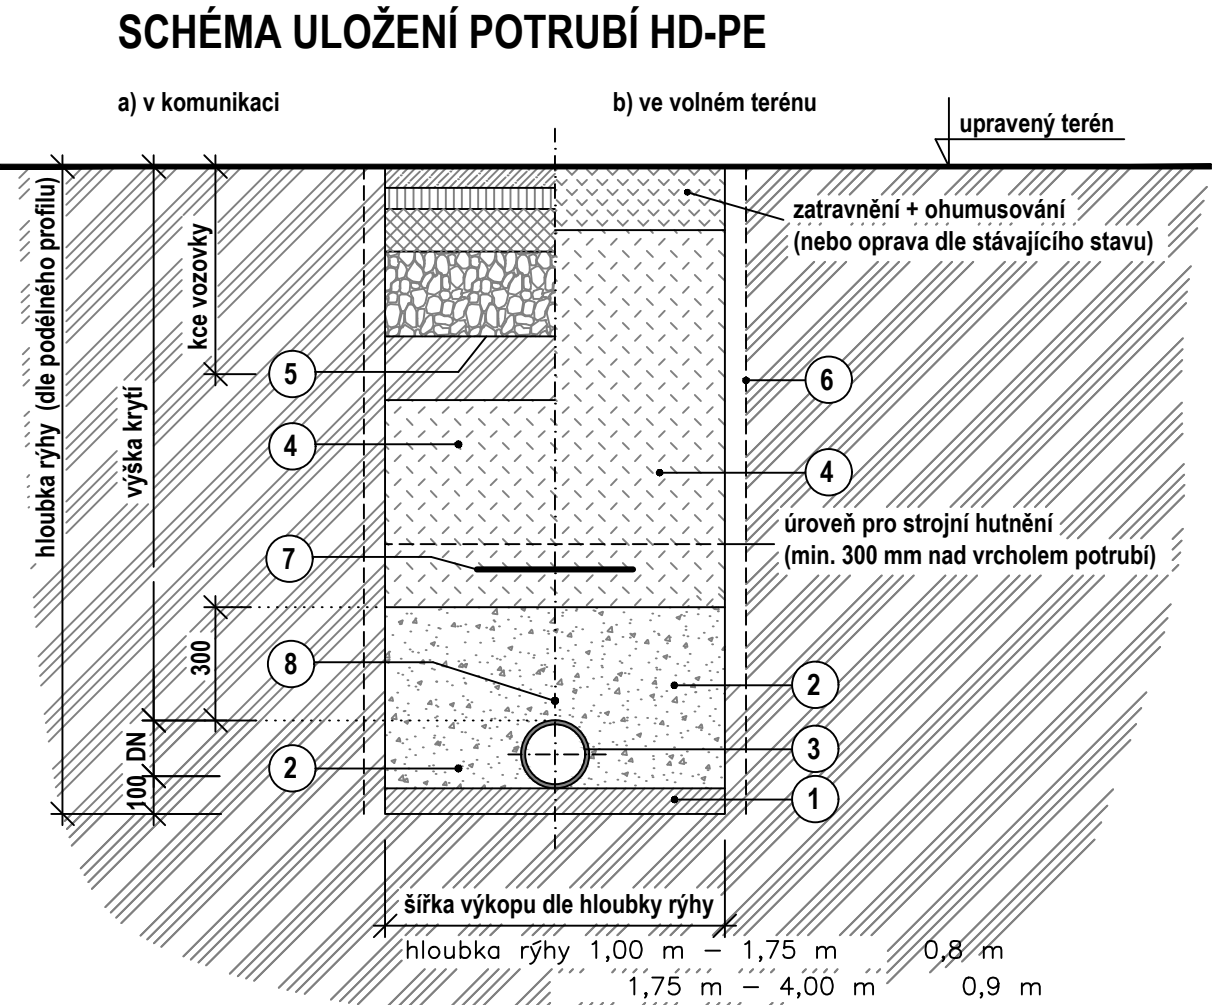 SCHÉMA ULOŽENÍ POTRUBÍ HD-PE
a) v komunikaci
b) ve volném terénu
upravený terén
zatravnění + ohumusování
(nebo oprava dle stávajícího stavu)
hloubka rýhy (dle podélného profilu)
výška krytí
kce vozovky
5
6
4
4
úroveň pro strojní hutnění
(min. 300 mm nad vrcholem potrubí)
7
300
8
2
3
2
1
DN
100
šířka výkopu dle hloubky rýhy
hloubka rýhy 1,00 m – 1,75 m 0,8 m
1,75 m – 4,00 m 0,9 m